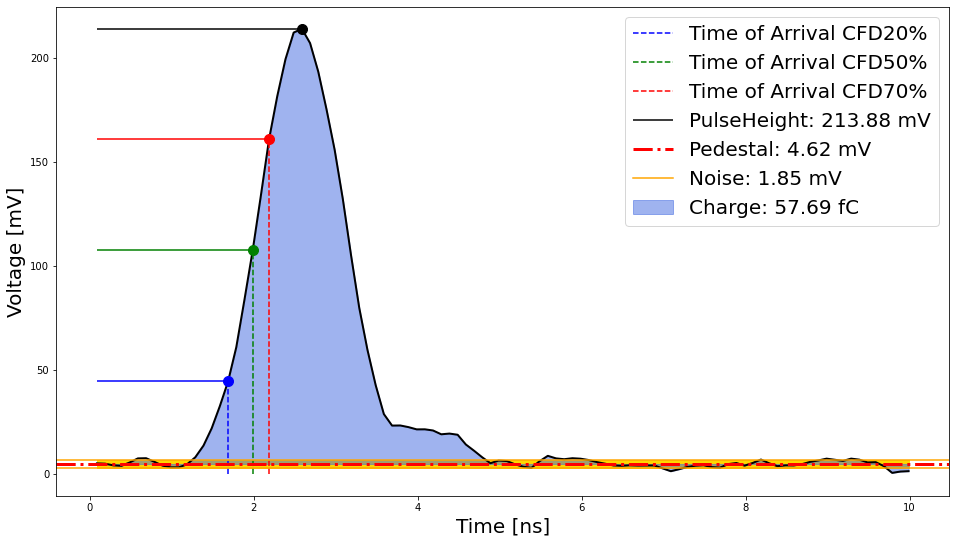 Time of Arrival CFD20%
Time of Arrival CFD50%
Time of Arrival CFD70%
PulseHeight: 213.88 mV
Pedestal: 4.62 mV
Noise: 1.85 mV
Charge: 57.69 fC
Voltage [mV]
200
150
100
50
0
0 2 4 6 8 10
Time [ns]